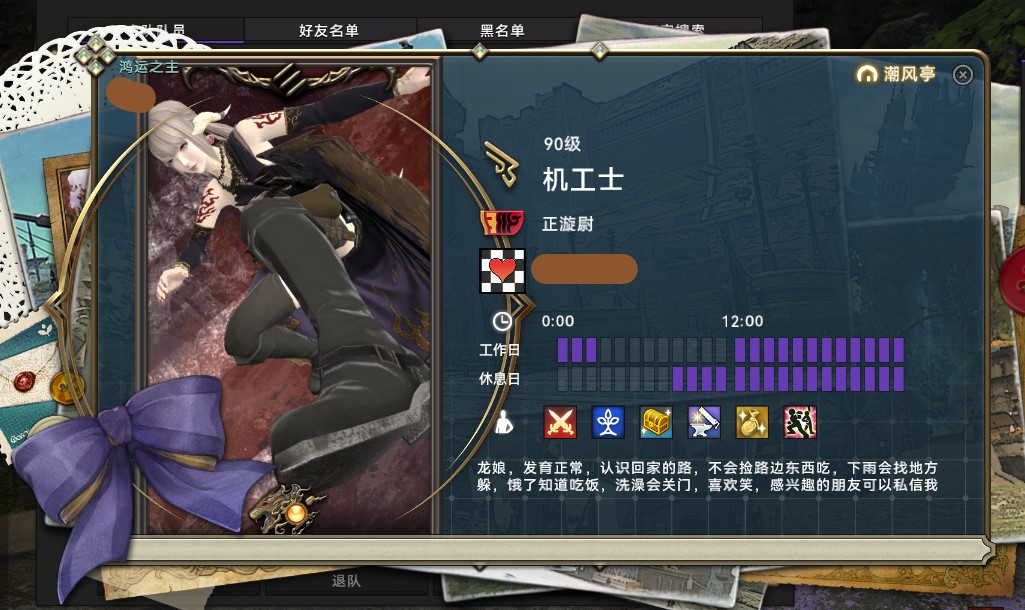 好友名单
黑名单
鸿运之主
潮风亭
90级
机工士
正漩尉
0:00
12:00
工作日
休息日
龙娘，发育正常，认识回家的路，不会捡路边东西吃，下雨会找地方
躲，饿了知道吃饭，洗澡会关门，喜欢笑，感兴趣的朋友可以私信我
退队